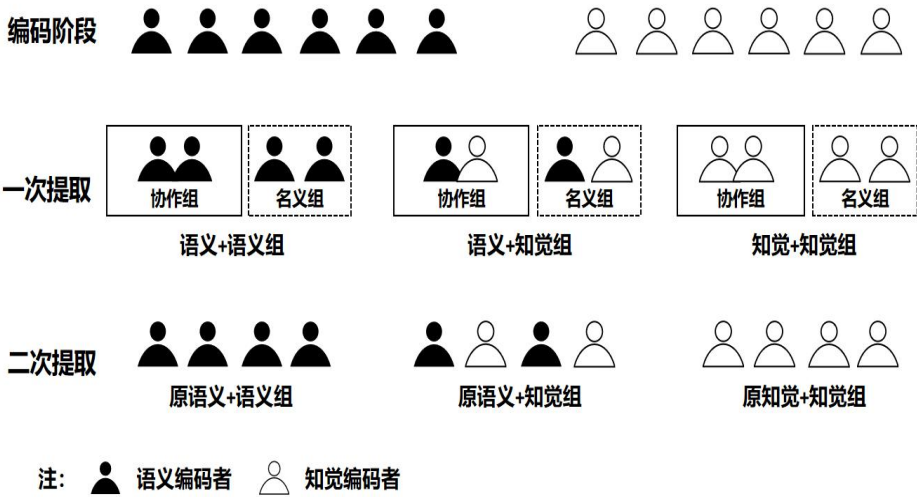 编码阶段
一次提取
协作组 名义组 协作组 名义组 协作组 名义组
语义+语义组 语义+知觉组 知觉+知觉组
二次提取
原语义+语义组 原语义+知觉组 原知觉+知觉组
注: 语义编码者 知觉编码者